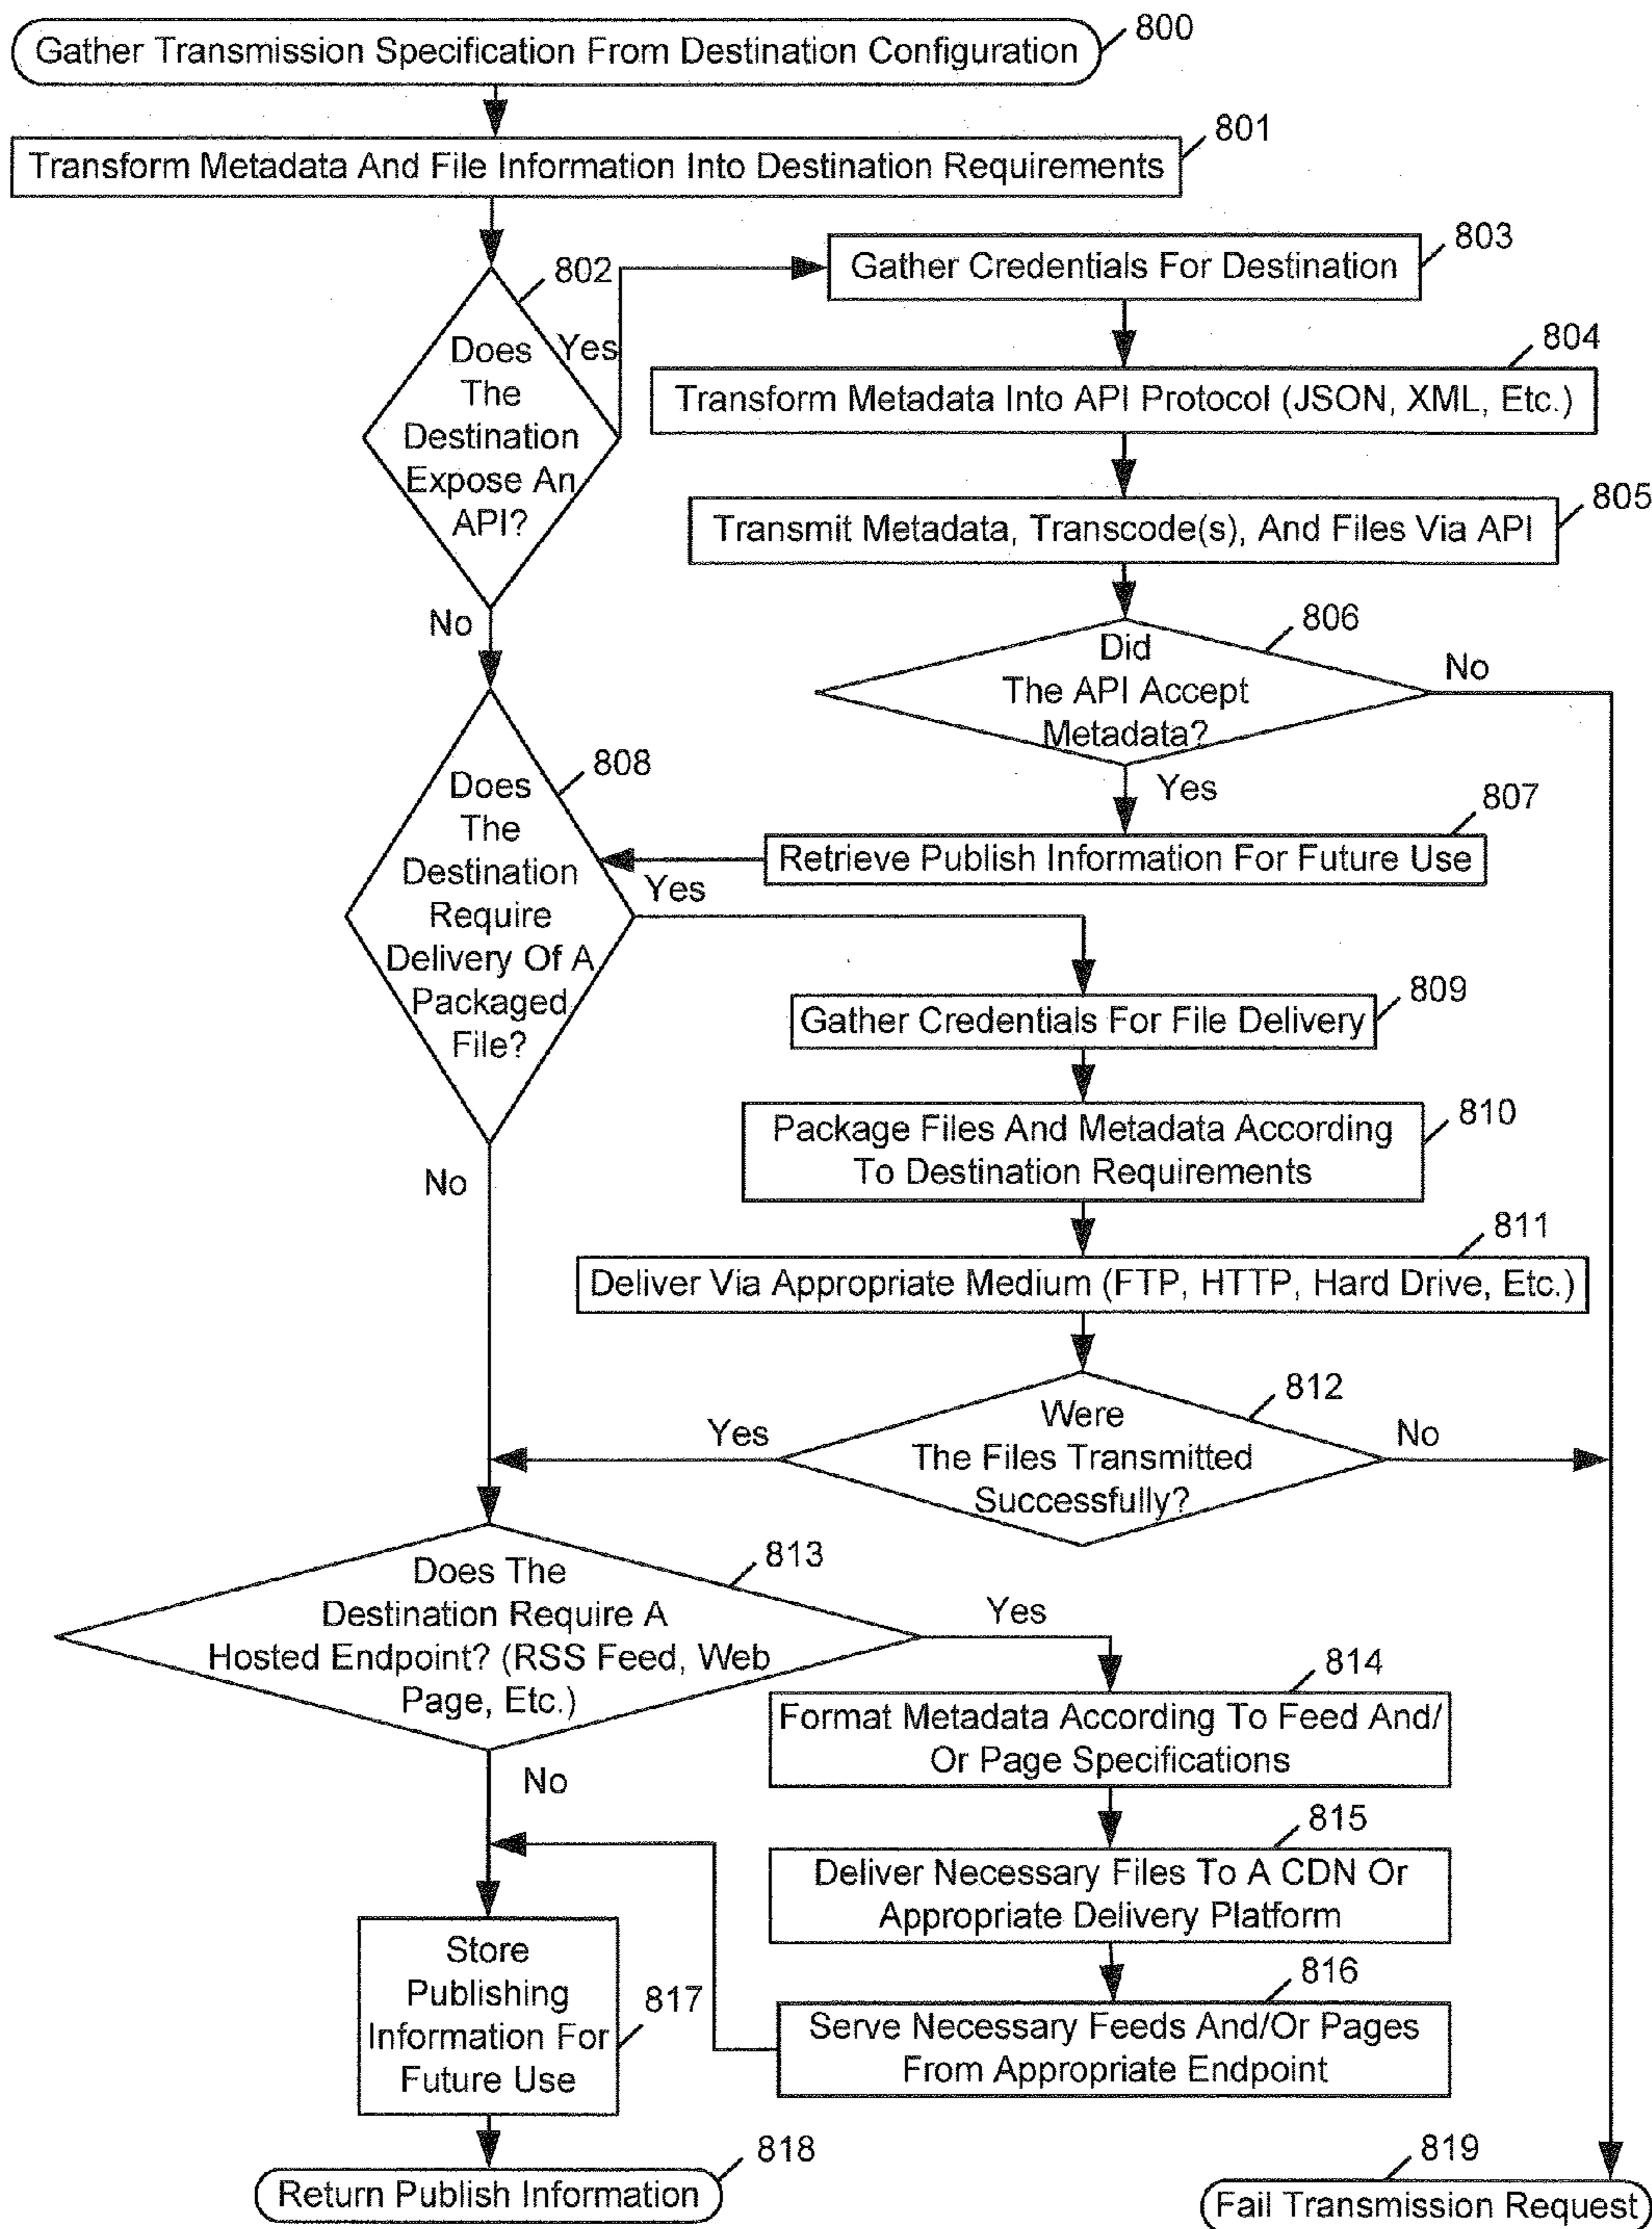 Gather Transmission Specification From Destination Configuration
800
Transform Metadata And File Information Into Destination Requirements
801
802
Does
The
Destination
Expose An
API?
Yes
No
Gather Credentials For Destination
803
Transform Metadata Into API Protocol (JSON, XML, Etc.)
804
Transmit Metadata, Transcode(s), And Files Via API
805
806
Did
The API Accept
Metadata?
No
Yes
807
Retrieve Publish Information For Future Use
808
Does
The
Destination
Require
Delivery Of A
Packaged
File?
Yes
No
Gather Credentials For File Delivery
809
Package Files And Metadata According
To Destination Requirements
810
811
Deliver Via Appropriate Medium (FTP, HTTP, Hard Drive, Etc.)
812
Were
The Files Transmitted
Successfully?
Yes
No
813
Does The
Destination Require A
Hosted Endpoint? (RSS Feed, Web
Page, Etc.)
Yes
No
814
Format Metadata According To Feed And/
Or Page Specifications
815
Deliver Necessary Files To A CDN Or
Appropriate Delivery Platform
816
Serve Necessary Feeds And/Or Pages
From Appropriate Endpoint
Store
Publishing
Information For
Future Use
817
818
Return Publish Information
819
Fail Transmission Request